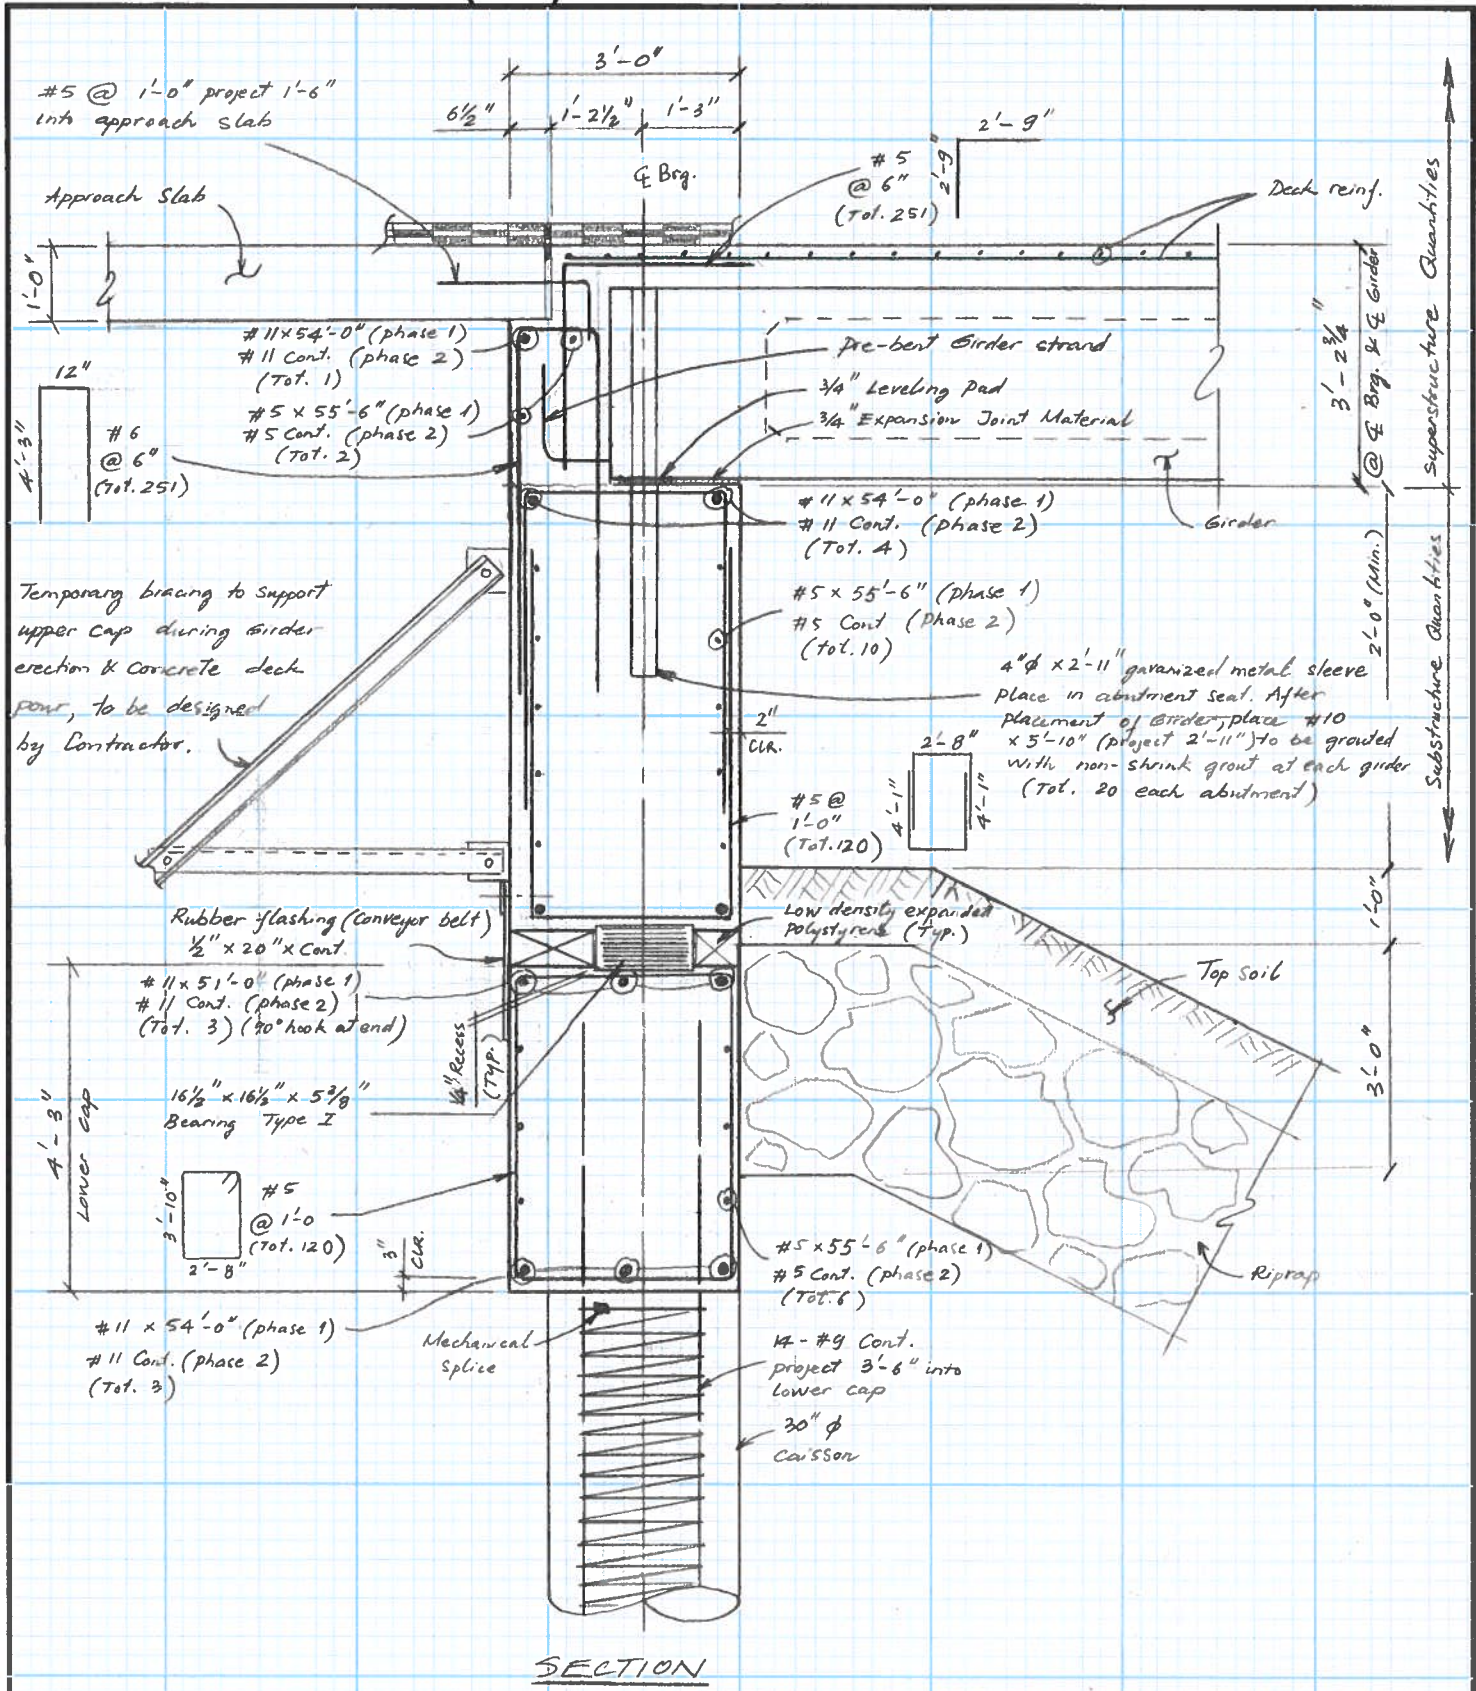 3'-0"
#5 @ 1'-0" project 1'-6"
into approach slab
6½"
1'-2½"
1'-3"
℄ Brg.
#5
@ 6"
(Tot. 251)
2'-9"
2'-9"
Deck reinf.
Approach Slab
1'-0"
#11x54'-0" (phase 1)
#11 Cont. (phase 2)
(Tot. 1)
#5 x 55'-6" (phase 1)
#5 Cont. (phase 2)
(Tot. 2)
12"
4'-3"
#6
@ 6"
(Tot. 251)
Pre-bent Girder strand
3/4" Leveling Pad
3/4" Expansion Joint Material
3'-2¾"
@ ℄ Brg. & ℄ Girder
Superstructure Quantities
Substructure Quantities
2'-0" (Min.)
Girder
#11 x 54'-0" (phase 1)
#11 Cont. (phase 2)
(Tot. 4)
#5 x 55'-6" (phase 1)
#5 Cont (phase 2)
(tot. 10)
4"ϕ x 2'-11" gavanized metal sleeve
place in abutment seat. After
placement of Girder, place #10
x 5'-10" (project 2'-11") to be grouted
with non-shrink grout at each girder
(Tot. 20 each abutment)
Temporary bracing to support
upper cap during Girder
erection & concrete deck
pour, to be designed
by Contractor.
2"
CLR.
2'-8"
4'-1"
4'-1"
#5 @
1'-0"
(Tot. 120)
1'-0"
3'-0"
Rubber flashing (conveyor belt)
½" x 20" x Cont.
Low density expanded
polystyrene (Typ.)
Top soil
#11 x 51'-0" (phase 1)
#11 Cont. (phase 2)
(Tot. 3) (90° hook at end)
¼" Recess
(Typ.)
16½" x 16½" x 5⅜"
Bearing Type I
4'-3"
Lower Cap
3'-10"
2'-8"
#5
@ 1'-0
(Tot. 120)
3"
CLR.
#5 x 55'-6" (phase 1)
#5 Cont. (phase 2)
(Tot. 6)
Riprap
#11 x 54'-0" (phase 1)
#11 Cont. (phase 2)
(Tot. 3)
Mechanical
splice
14-#9 Cont.
project 3'-6" into
lower cap
30" ϕ
caisson
SECTION